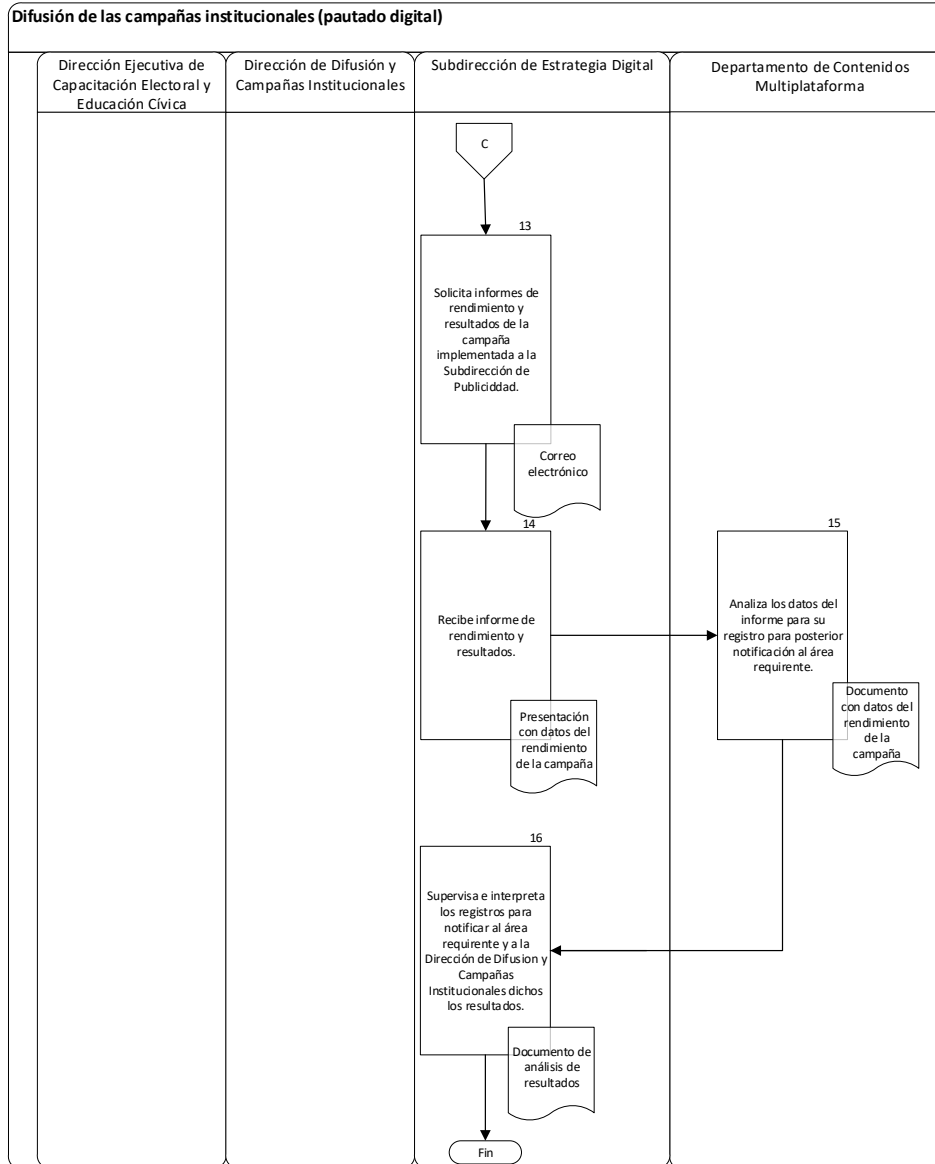 Difusión de las campañas institucionales (pautado digital)
Dirección Ejecutiva de
Capacitación Electoral y
Educación Cívica
Dirección de Difusión y
Campañas Institucionales
Subdirección de Estrategia Digital
Departamento de Contenidos
Multiplataforma
C
13
Solicita informes de
rendimiento y
resultados de la
campaña
implementada a la
Subdirección de
Publiciddad.
Correo
electrónico
14
Recibe informe de
rendimiento y
resultados.
Presentación
con datos del
rendimiento
de la campaña
15
Analiza los datos del
informe para su
registro para posterior
notificación al área
requirente.
Documento
con datos del
rendimiento
de la
campaña
16
Supervisa e interpreta
los registros para
notificar al área
requirente y a la
Dirección de Difusion y
Campañas
Institucionales dichos
los resultados.
Documento de
análisis de
resultados
Fin